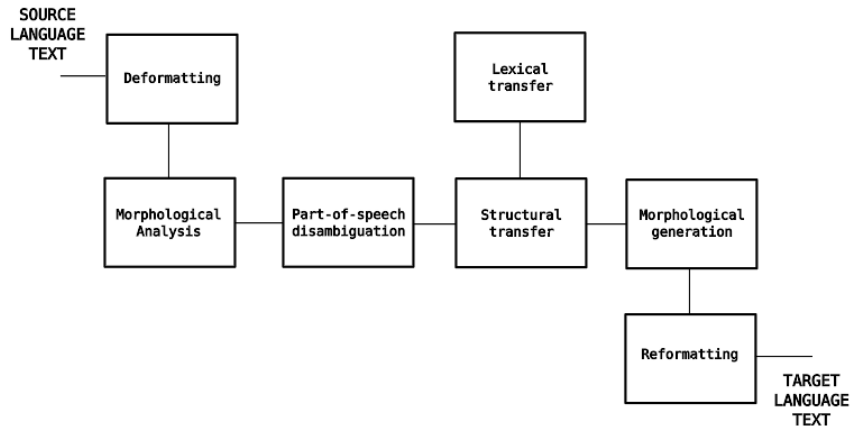 SOURCE
LANGUAGE
TEXT
Deformatting
Lexical
transfer
Morphological
Analysis
Part-of-speech
disambiguation
Structural
transfer
Morphological
generation
Reformatting
TARGET
LANGUAGE
TEXT